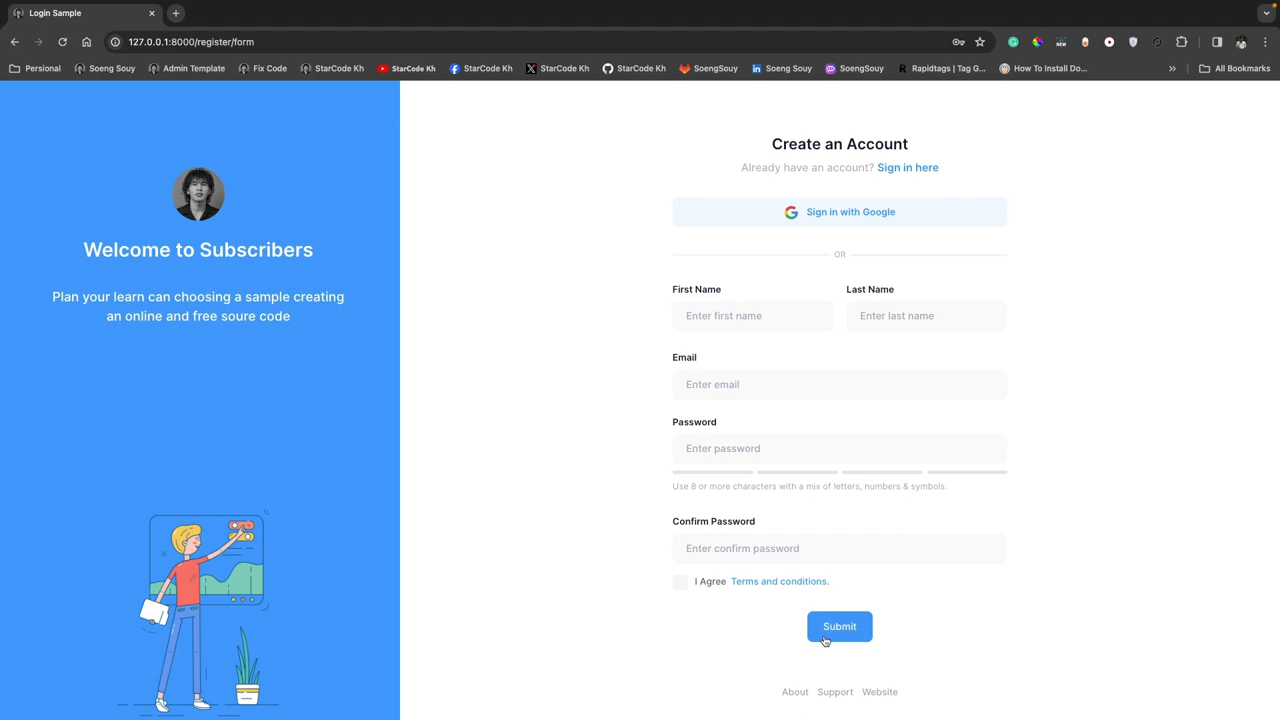 Login Sample
127.0.0.1:8000/register/form
NEW
Persional
Soeng Souy
Admin Template
Fix Code
StarCode Kh
StarCode Kh
StarCode Kh
StarCode Kh
StarCode Kh
SoengSouy
Soeng Souy
SoengSouy
Rapidtags | Tag G...
How To Install Do...
All Bookmarks
Welcome to Subscribers
Plan your learn can choosing a sample creating
an online and free soure code
Create an Account
Already have an account? Sign in here
Sign in with Google
OR
First Name
Last Name
Enter first name
Enter last name
Email
Enter email
Password
Enter password
Use 8 or more characters with a mix of letters, numbers & symbols.
Confirm Password
Enter confirm password
I Agree Terms and conditions.
Submit
About Support Website